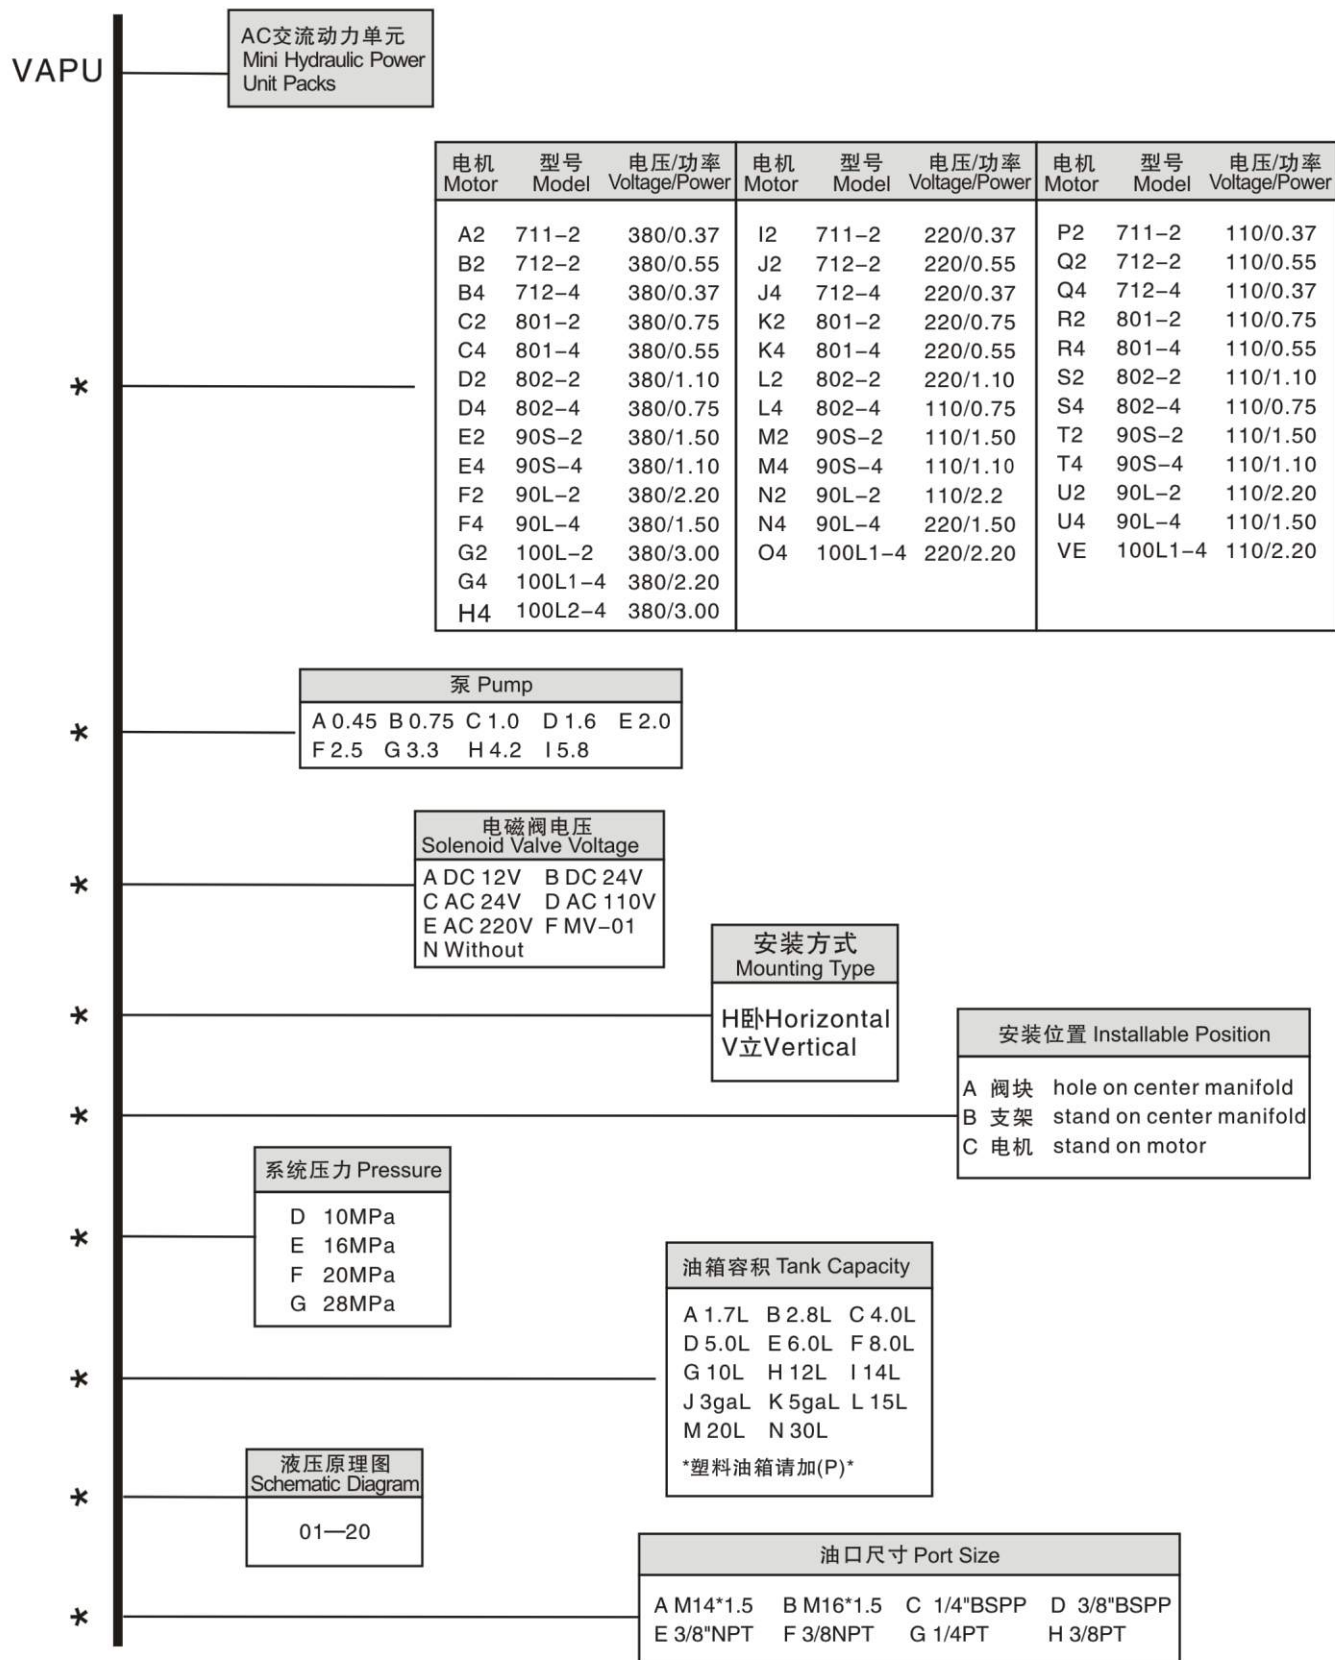 VAPU
AC交流动力单元
Mini Hydraulic Power
Unit Packs
电机 型号 电压/功率 电机 型号 电压/功率 电机 型号 电压/功率
Motor Model Voltage/Power Motor Model Voltage/Power Motor Model Voltage/Power
A2 711-2 380/0.37 I2 711-2 220/0.37 P2 711-2 110/0.37
B2 712-2 380/0.55 J2 712-2 220/0.55 Q2 712-2 110/0.55
B4 712-4 380/0.37 J4 712-4 220/0.37 Q4 712-4 110/0.37
C2 801-2 380/0.75 K2 801-2 220/0.75 R2 801-2 110/0.75
C4 801-4 380/0.55 K4 801-4 220/0.55 R4 801-4 110/0.55
* D2 802-2 380/1.10 L2 802-2 220/1.10 S2 802-2 110/1.10
D4 802-4 380/0.75 L4 802-4 110/0.75 S4 802-4 110/0.75
E2 90S-2 380/1.50 M2 90S-2 110/1.50 T2 90S-2 110/1.50
E4 90S-4 380/1.10 M4 90S-4 110/1.10 T4 90S-4 110/1.10
F2 90L-2 380/2.20 N2 90L-2 110/2.2 U2 90L-2 110/2.20
F4 90L-4 380/1.50 N4 90L-4 220/1.50 U4 90L-4 110/1.50
G2 100L-2 380/3.00 O4 100L1-4 220/2.20 VE 100L1-4 110/2.20
G4 100L1-4 380/2.20
H4 100L2-4 380/3.00
*
泵 Pump
A 0.45 B 0.75 C 1.0 D 1.6 E 2.0
F 2.5 G 3.3 H 4.2 I 5.8
*
电磁阀电压
Solenoid Valve Voltage
A DC 12V B DC 24V
C AC 24V D AC 110V
E AC 220V F MV-01
N Without
*
安装方式
Mounting Type
H卧Horizontal
V立Vertical
*
安装位置 Installable Position
A 阀块 hole on center manifold
B 支架 stand on center manifold
C 电机 stand on motor
*
系统压力 Pressure
D 10MPa
E 16MPa
F 20MPa
G 28MPa
*
油箱容积 Tank Capacity
A 1.7L B 2.8L C 4.0L
D 5.0L E 6.0L F 8.0L
G 10L H 12L I 14L
J 3gaL K 5gaL L 15L
M 20L N 30L
*塑料油箱请加(P)*
*
液压原理图
Schematic Diagram
01—20
*
油口尺寸 Port Size
A M14*1.5 B M16*1.5 C 1/4"BSPP D 3/8"BSPP
E 3/8"NPT F 3/8NPT G 1/4PT H 3/8PT